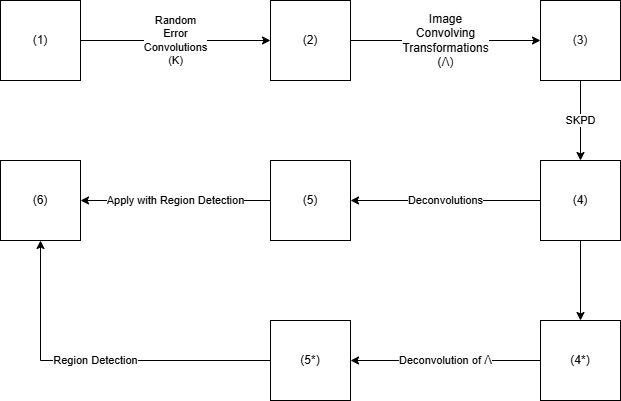 (1)
Random
Error
Convolutions
(K)
(2)
Image
Convolving
Transformations
(/\)
(3)
SKPD
(6)
Apply with Region Detection
(5)
Deconvolutions
(4)
Region Detection
(5*)
Deconvolution of /\
(4*)